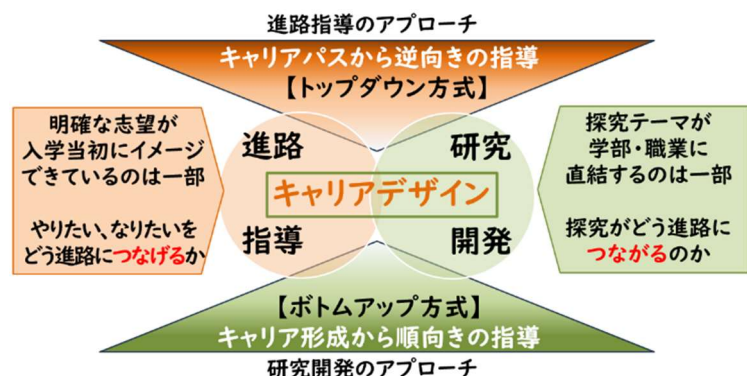 進路指導のアプローチ
キャリアパスから逆向きの指導
【トップダウン方式】
明確な志望が
入学当初にイメージ
できているのは一部
やりたい、なりたいを
どう進路につなげるか
進路
指導
研究
開発
キャリアデザイン
探究テーマが
学部・職業に
直結するのは一部
探究がどう進路に
つながるのか
【ボトムアップ方式】
キャリア形成から順向きの指導
研究開発のアプローチ